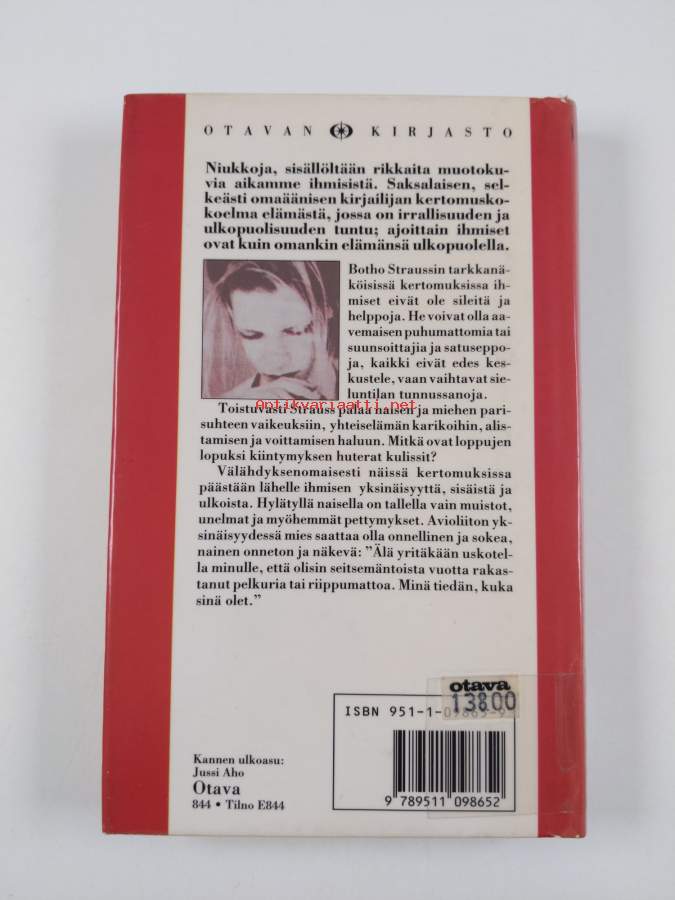 OTAVAN KIRJASTO
Niukkoja, sisällöltään rikkaita muotoku-
via aikamme ihmisistä. Saksalaisen, sel-
keästi omaäänisen kirjailijan kertomusko-
koelma elämästä, jossa on irrallisuuden ja
ulkopuolisuuden tuntu; ajoittain ihmiset
ovat kuin omankin elämänsä ulkopuolella.
Botho Straussin tarkkanä-
köisissä kertomuksissa ih-
miset eivät ole sileitä ja
helppoja. He voivat olla aa-
vemaisen puhumattomia tai
suunsoittajia ja satuseppo-
ja, kaikki eivät edes kes-
kustele, vaan vaihtavat sie-
luntilan tunnussanoja.
antikvariaatti.net
Toistuvasti Strauss palaa naisen ja miehen pari-
suhteen vaikeuksiin, yhteiselämän karikoihin, alis-
tamisen ja voittamisen haluun. Mitkä ovat loppujen
lopuksi kiintymyksen huterat kulissit?
Välähdyksenomaisesti näissä kertomuksissa
päästään lähelle ihmisen yksinäisyyttä, sisäistä ja
ulkoista. Hylätyllä naisella on tallella vain muistot,
unelmat ja myöhemmät pettymykset. Avioliiton yk-
sinäisyydessä mies saattaa olla onnellinen ja sokea,
nainen onneton ja näkevä: ”Älä yritäkään uskotel-
la minulle, että olisin seitsemäntoista vuotta rakas-
tanut pelkuria tai riippumattoa. Minä tiedän, kuka
sinä olet.”
otava
13800
ISBN 951-1-09865-9
Kannen ulkoasu:
Jussi Aho
Otava
844 • Tilno E844
9 789511 098652